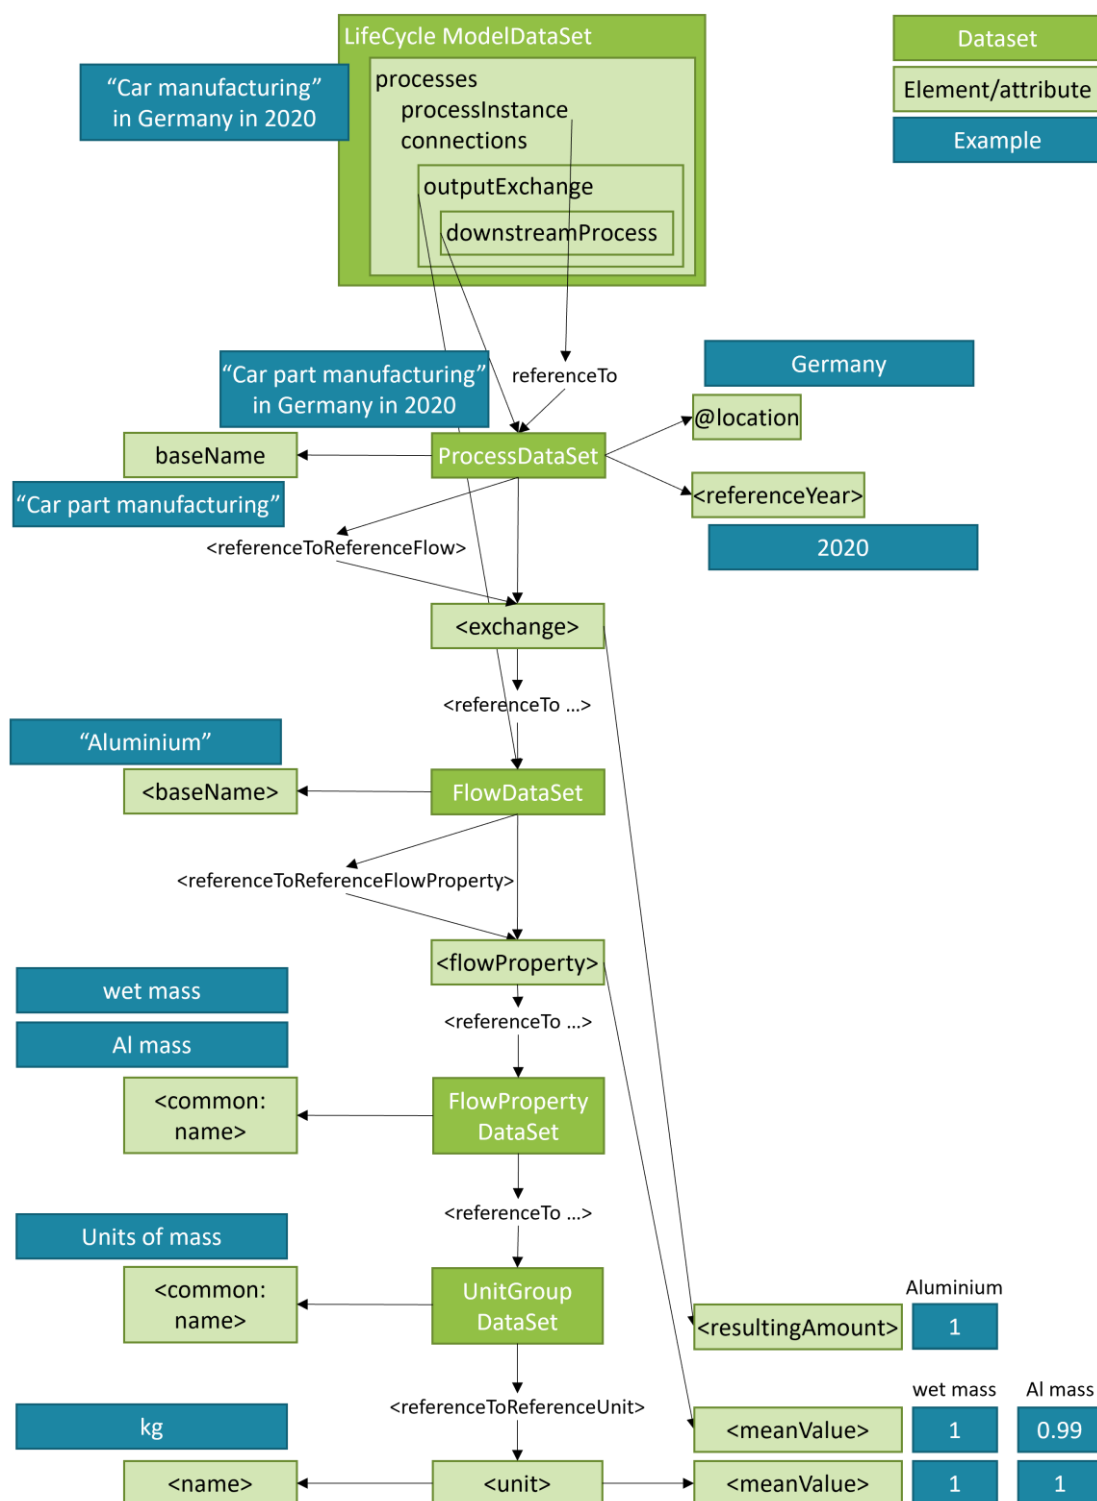 LifeCycle ModelDataSet
Dataset
“Car manufacturing”
in Germany in 2020
processes
processInstance
connections
Element/attribute
Example
outputExchange
downstreamProcess
“Car part manufacturing”
in Germany in 2020
referenceTo
Germany
@location
baseName
ProcessDataSet
“Car part manufacturing”
<referenceYear>
2020
<referenceToReferenceFlow>
<exchange>
<referenceTo ...>
“Aluminium”
<baseName>
FlowDataSet
<referenceToReferenceFlowProperty>
<flowProperty>
wet mass
<referenceTo ...>
Al mass
<common:
name>
FlowProperty
DataSet
<referenceTo ...>
Units of mass
<common:
name>
UnitGroup
DataSet
Aluminium
<resultingAmount>
1
<referenceToReferenceUnit>
wet mass
Al mass
kg
<meanValue>
1
0.99
<name>
<unit>
<meanValue>
1
1